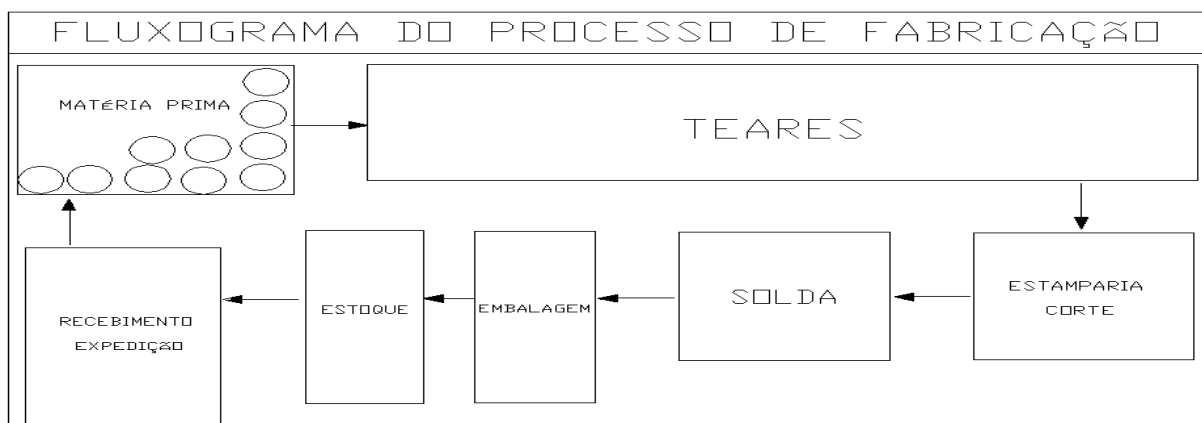 FLUXOGRAMA DO PROCESSO DE FABRICAÇÃO
MATÉRIA PRIMA
TEARES
ESTAMPARIA
CORTE
SOLDA
EMBALAGEM
ESTOQUE
RECEBIMENTO
EXPEDIÇÃO